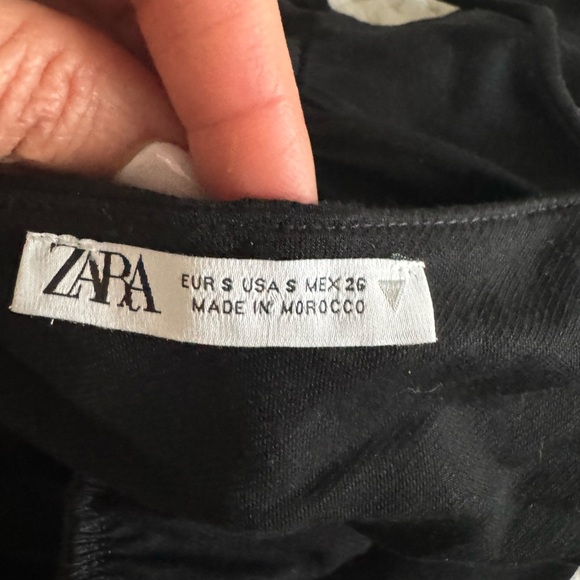 ZARA
EUR S USA S MEX 26
MADE IN MOROCCO